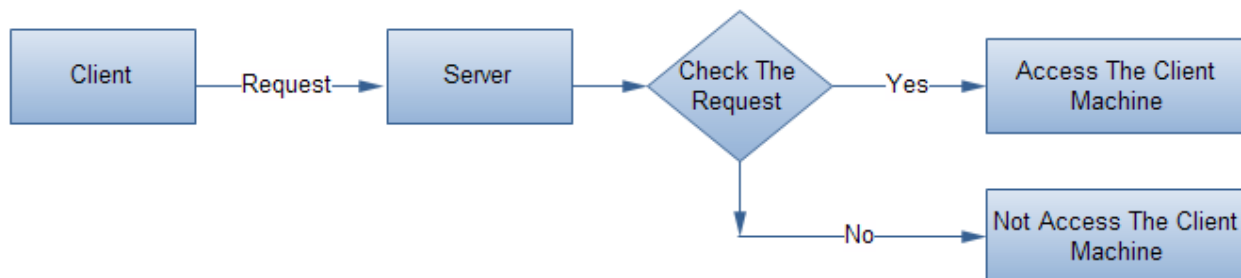 Client
Request
Server
Check The
Request
Yes
Access The Client
Machine
No
Not Access The Client
Machine